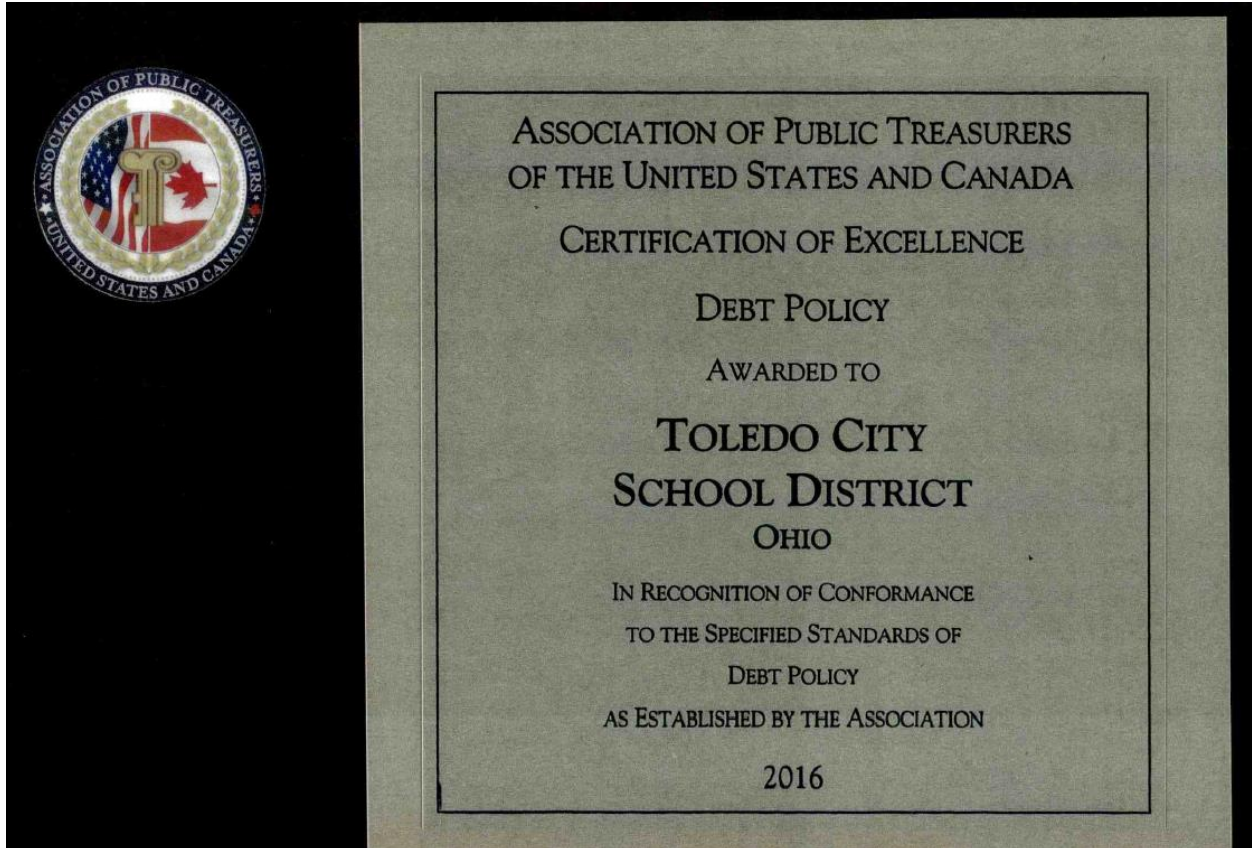 ASSOCIATION OF PUBLIC TREASURERS
UNITED STATES AND CANADA
ASSOCIATION OF PUBLIC TREASURERS
OF THE UNITED STATES AND CANADA
CERTIFICATION OF EXCELLENCE
DEBT POLICY
AWARDED TO
TOLEDO CITY
SCHOOL DISTRICT
OHIO
IN RECOGNITION OF CONFORMANCE
TO THE SPECIFIED STANDARDS OF
DEBT POLICY
AS ESTABLISHED BY THE ASSOCIATION
2016